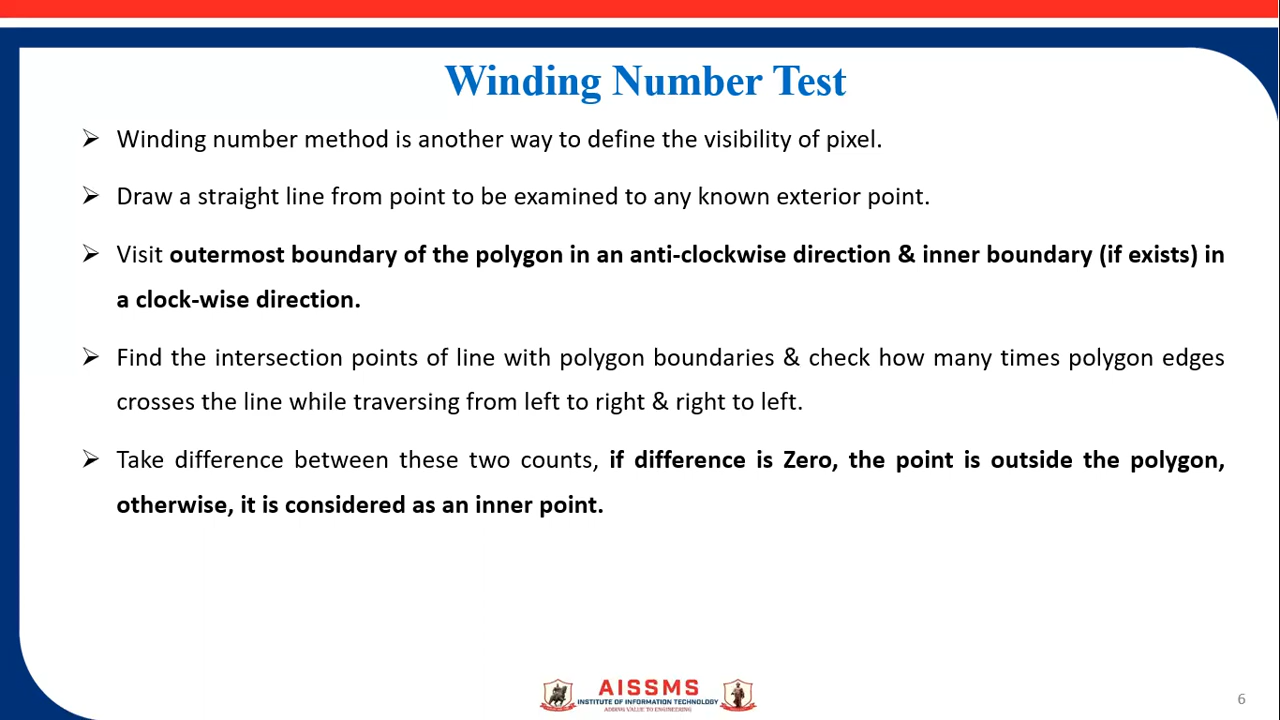 Winding Number Test
➢ Winding number method is another way to define the visibility of pixel.
➢ Draw a straight line from point to be examined to any known exterior point.
➢ Visit outermost boundary of the polygon in an anti-clockwise direction & inner boundary (if exists) in
a clock-wise direction.
➢ Find the intersection points of line with polygon boundaries & check how many times polygon edges
crosses the line while traversing from left to right & right to left.
➢ Take difference between these two counts, if difference is Zero, the point is outside the polygon,
otherwise, it is considered as an inner point.
AISSMS
INSTITUTE OF INFORMATION TECHNOLOGY
ADDING VALUE TO ENGINEERING
6